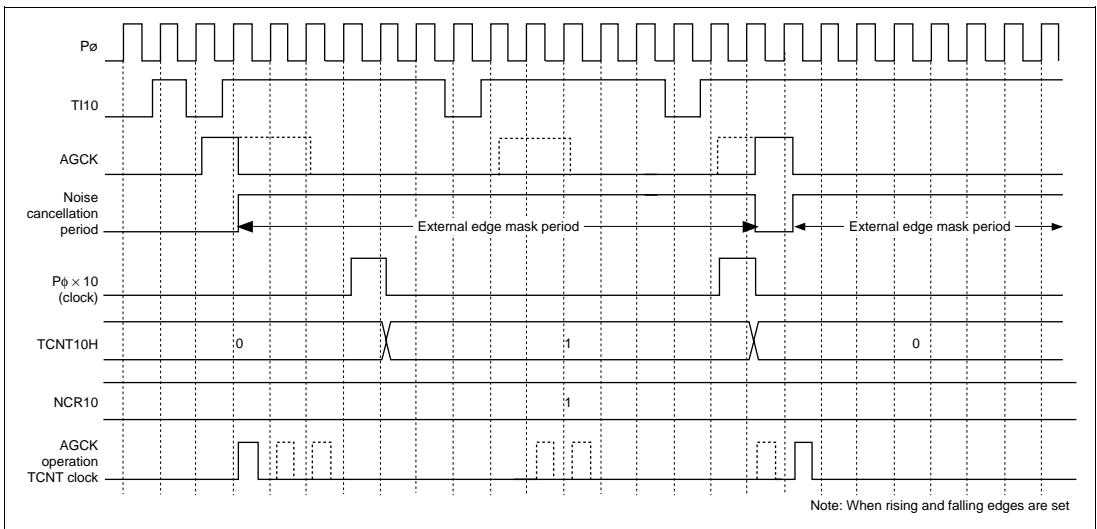 Pø
TI10
AGCK
Noise
cancellation
period
External edge mask period
External edge mask period
Pϕ × 10
(clock)
TCNT10H
0
1
0
NCR10
1
AGCK
operation
TCNT clock
Note: When rising and falling edges are set